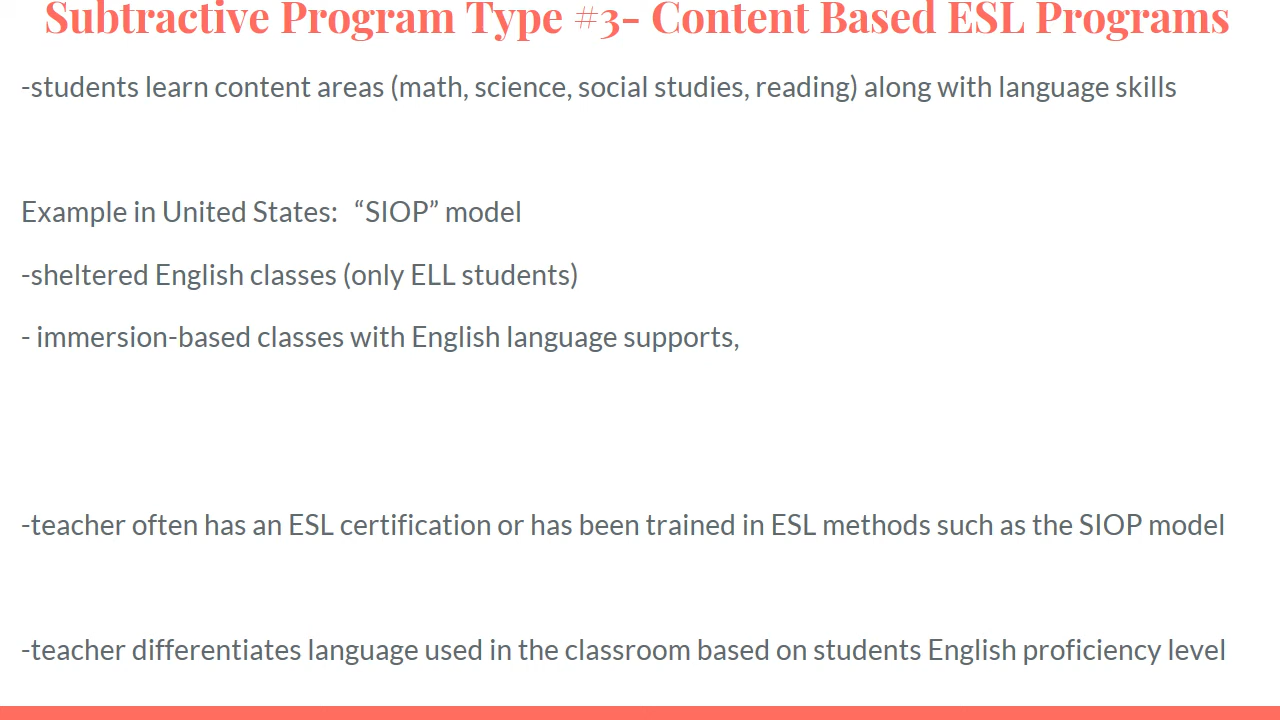 Subtractive Program Type #3- Content Based ESL Programs
-students learn content areas (math, science, social studies, reading) along with language skills
Example in United States: “SIOP” model
-sheltered English classes (only ELL students)
- immersion-based classes with English language supports,
-teacher often has an ESL certification or has been trained in ESL methods such as the SIOP model
-teacher differentiates language used in the classroom based on students English proficiency level